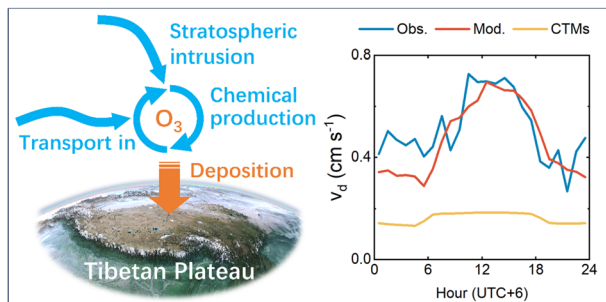 Stratospheric
intrusion
O3
Chemical
production
Transport in
Deposition
Tibetan Plateau
Obs. Mod. CTMs
0.8
0.4
0.0
vd (cm s-1)
0 6 12 18 24
Hour (UTC+6)